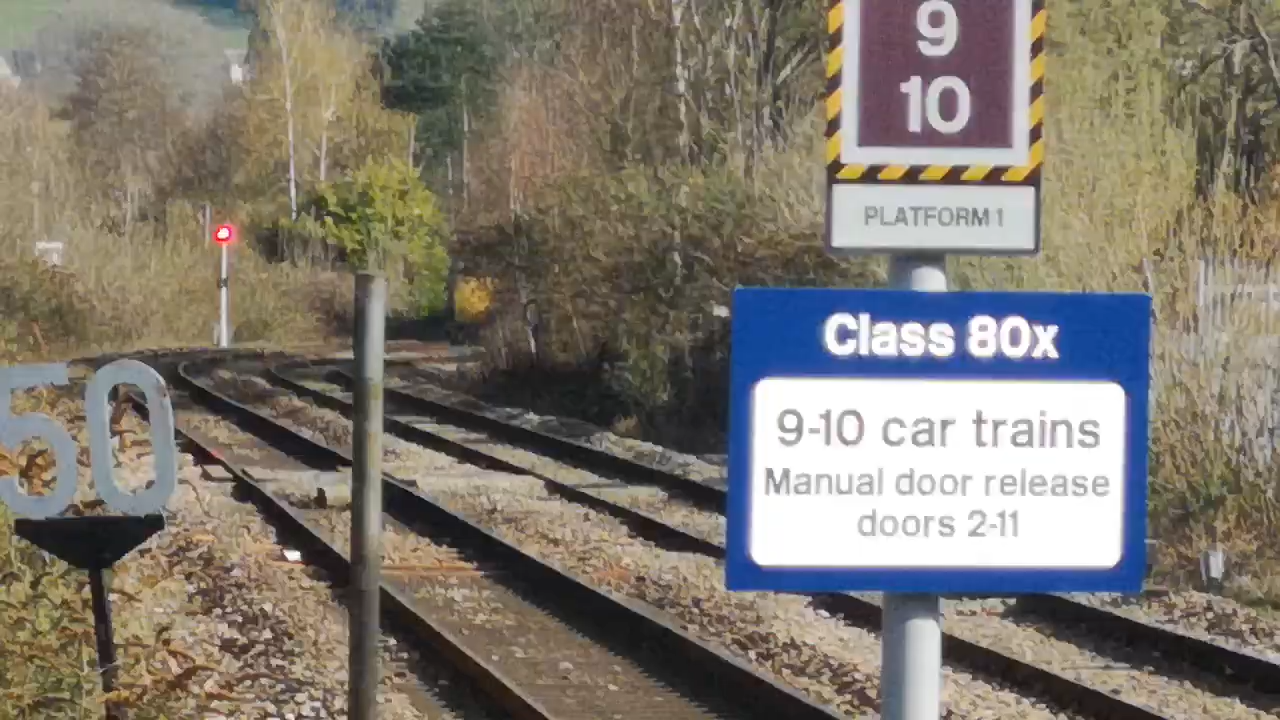 9
10
PLATFORM 1
Class 80x
9-10 car trains
Manual door release
doors 2-11
50